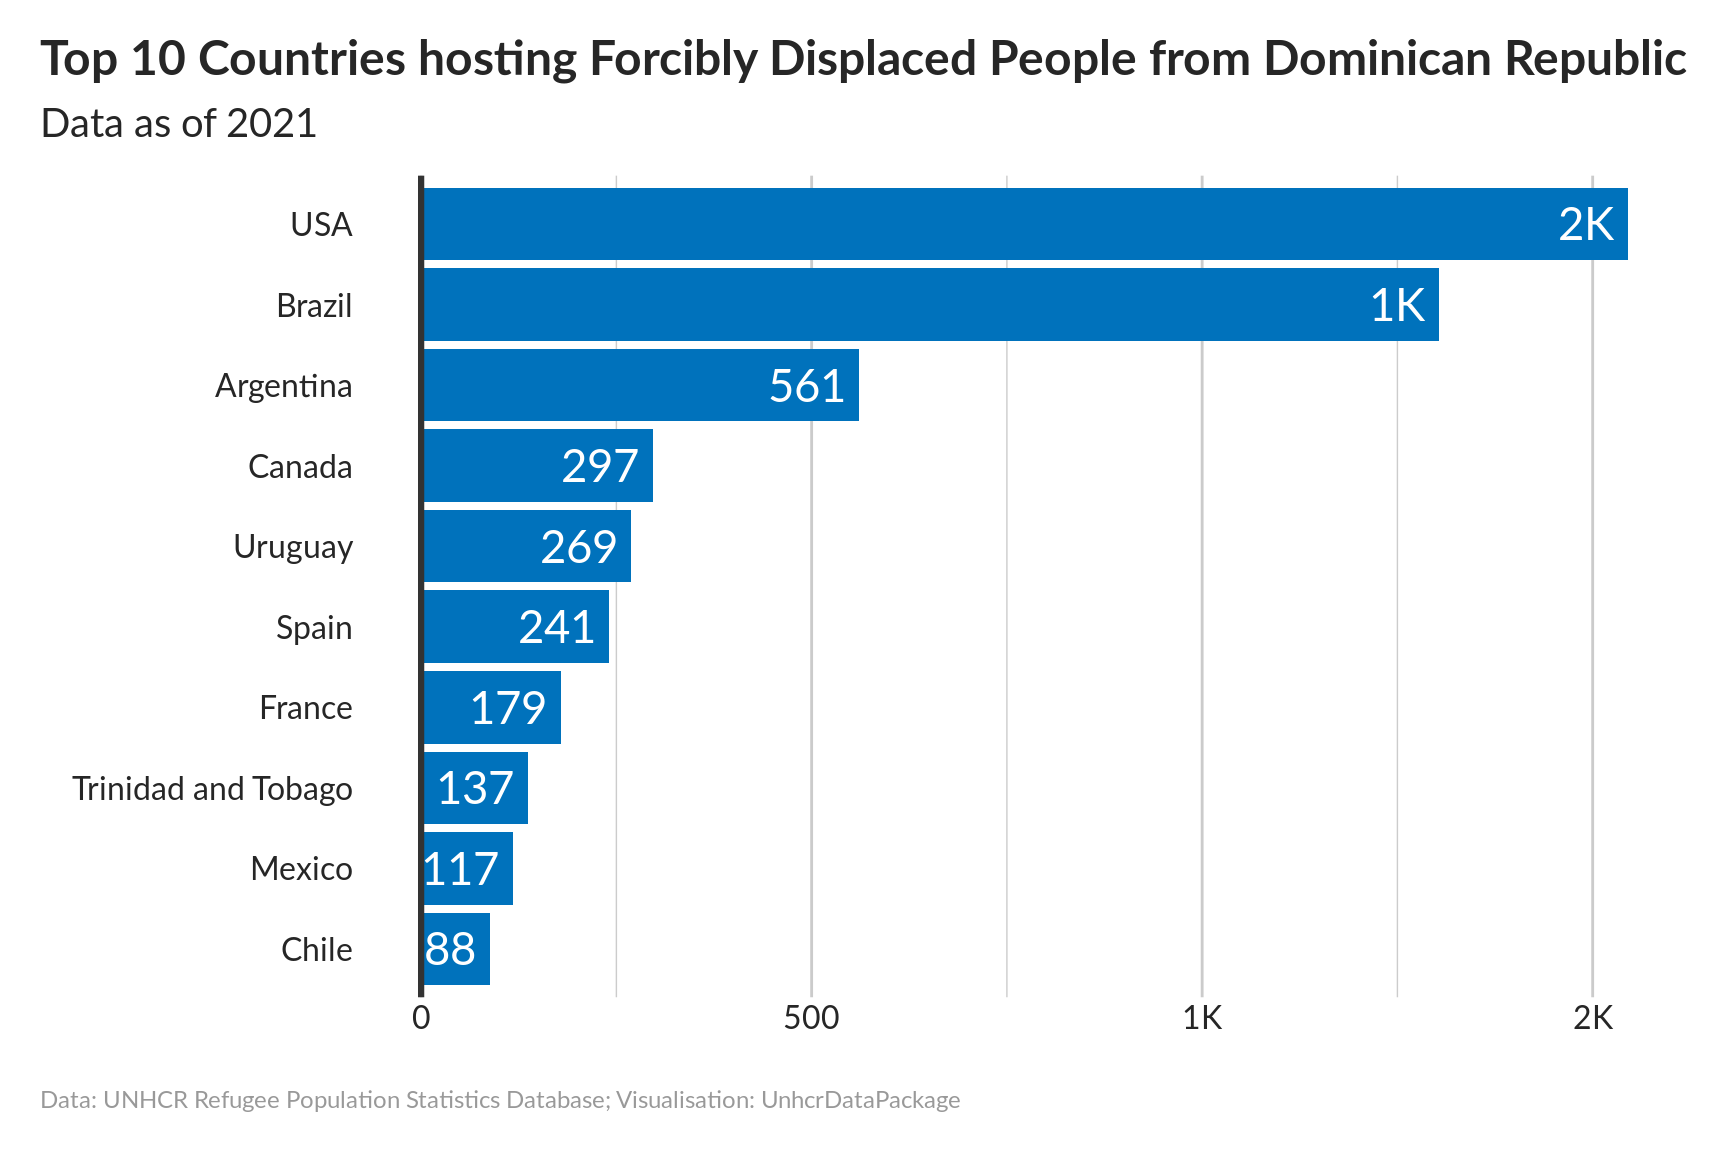 Top 10 Countries hosting Forcibly Displaced People from Dominican Republic
Data as of 2021
USA 2K
Brazil 1K
Argentina 561
Canada 297
Uruguay 269
Spain 241
France 179
Trinidad and Tobago 137
Mexico 117
Chile 88
0 500 1K 2K
Data: UNHCR Refugee Population Statistics Database; Visualisation: UnhcrDataPackage